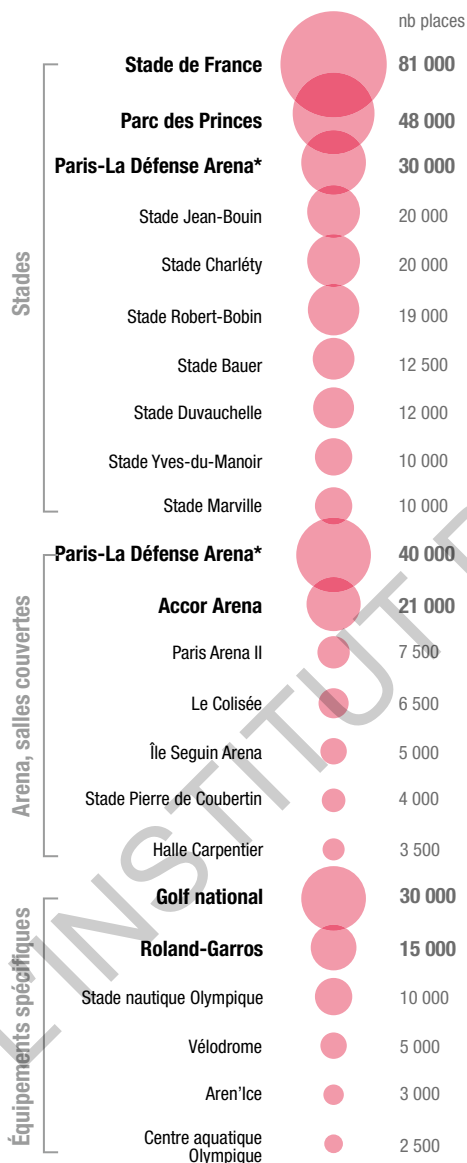 nb places
Stades
Stade de France 81 000
Parc des Princes 48 000
Paris-La Défense Arena* 30 000
Stade Jean-Bouin 20 000
Stade Charléty 20 000
Stade Robert-Bobin 19 000
Stade Bauer 12 500
Stade Duvauchelle 12 000
Stade Yves-du-Manoir 10 000
Stade Marville 10 000
Arena, salles couvertes
Paris-La Défense Arena* 40 000
Accor Arena 21 000
Paris Arena II 7 500
Le Colisée 6 500
Île Seguin Arena 5 000
Stade Pierre de Coubertin 4 000
Halle Carpentier 3 500
Équipements spécifiques
Golf national 30 000
Roland-Garros 15 000
Stade nautique Olympique 10 000
Vélodrome 5 000
Aren'Ice 3 000
Centre aquatique
Olympique 2 500
L'INSTITUT